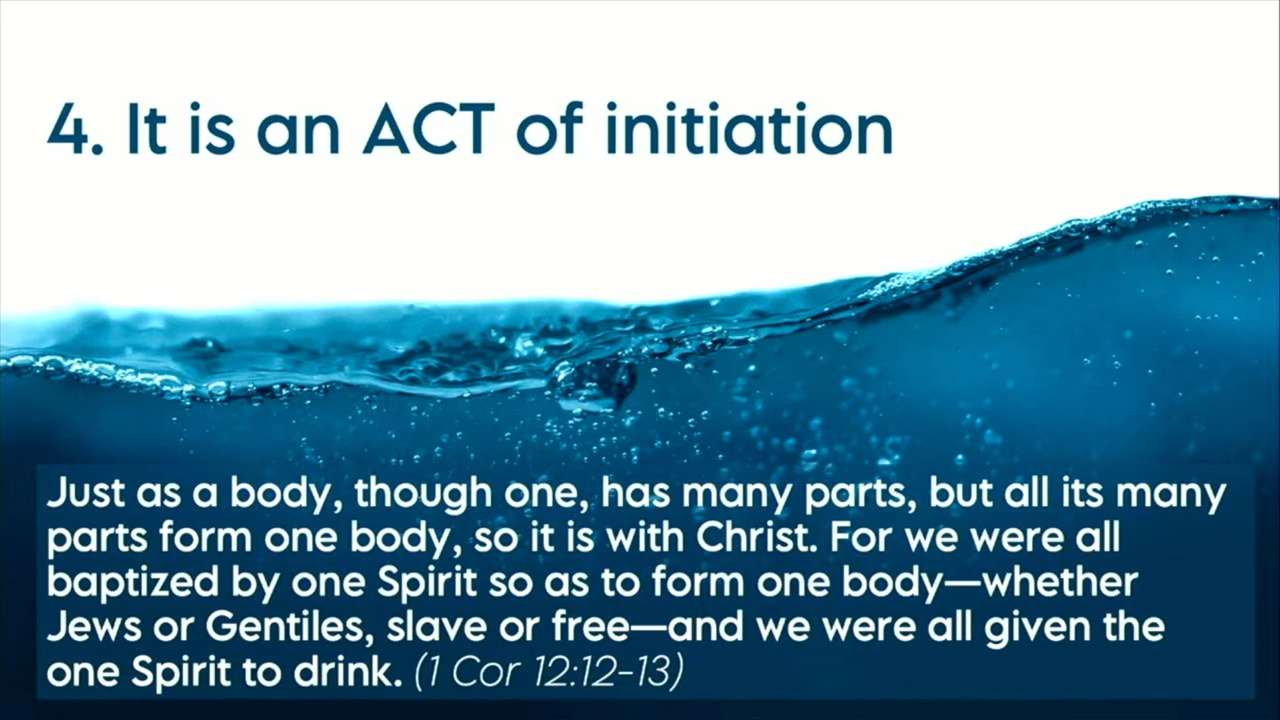 4. It is an ACT of initiation
Just as a body, though one, has many parts, but all its many
parts form one body, so it is with Christ. For we were all
baptized by one Spirit so as to form one body—whether
Jews or Gentiles, slave or free—and we were all given the
one Spirit to drink. (1 Cor 12:12-13)